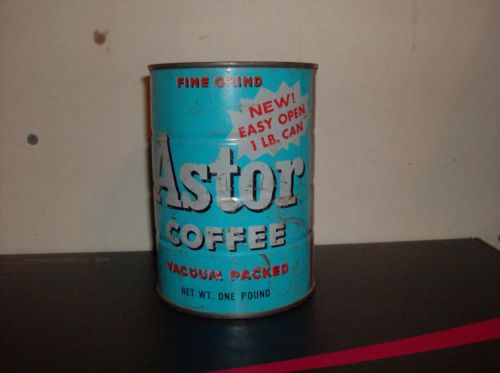 FINE GRIND
NEW!
EASY OPEN
1 LB. CAN
Astor
COFFEE
VACUUM PACKED
NET WT. ONE POUND